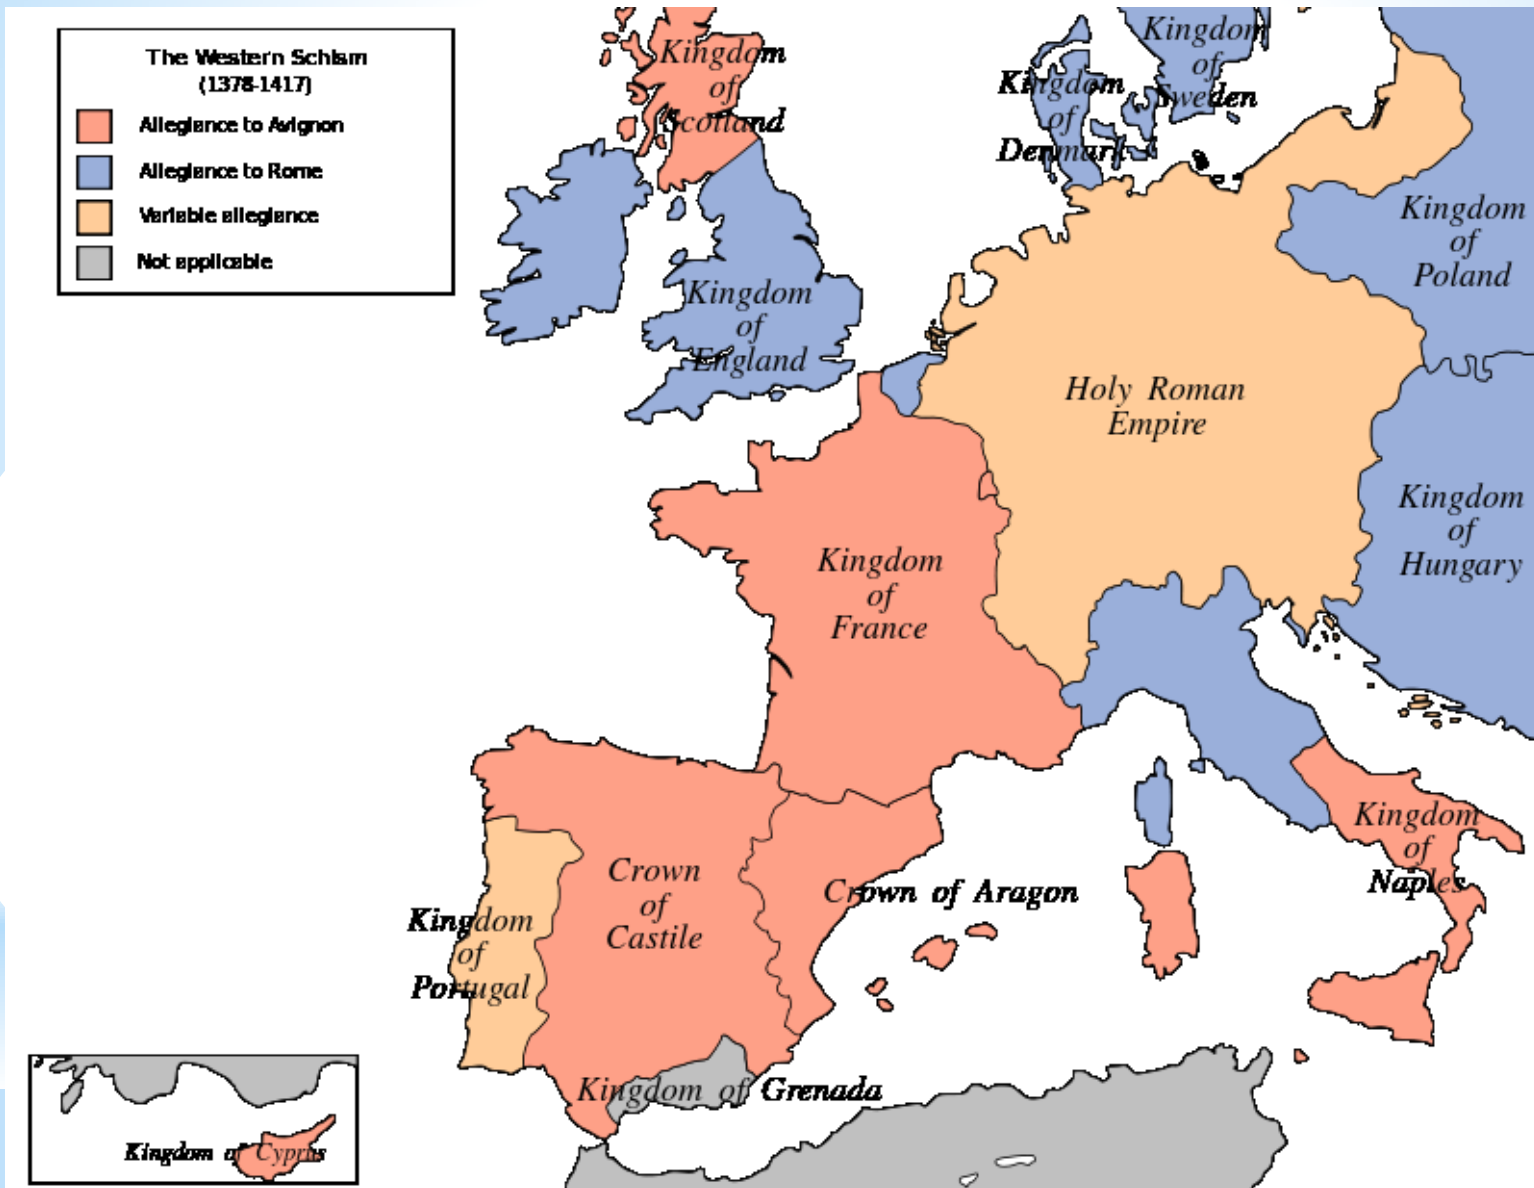 The Western Schism
(1378-1417)
Allegiance to Avignon
Allegiance to Rome
Variable allegiance
Not applicable
Kingdom
of
Scotland
Kingdom
of
Sweden
Kingdom
of
Denmark
Kingdom
of
Poland
Kingdom
of
England
Holy Roman
Empire
Kingdom
of
Hungary
Kingdom
of
France
Kingdom
of
Naples
Crown
of
Castile
Crown of Aragon
Kingdom
of
Portugal
Kingdom of Grenada
Kingdom of Cyprus